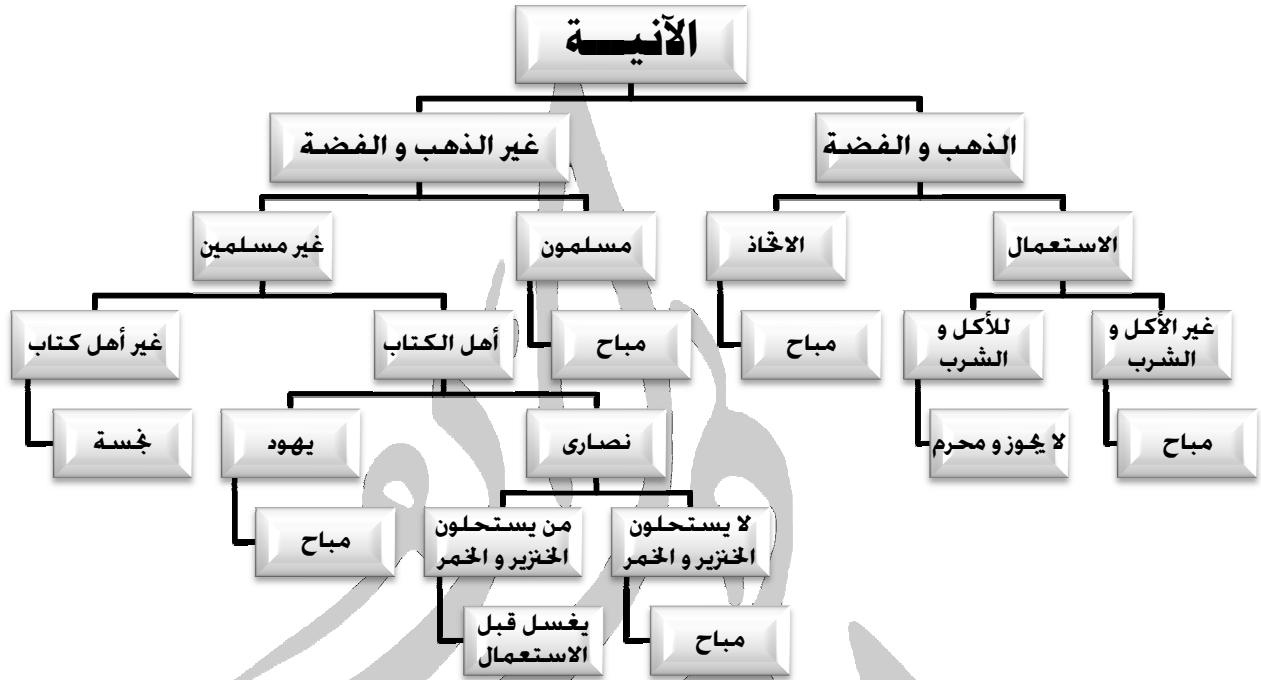 الآنيـــة
الذهب و الفضة
غير الذهب و الفضة
الاستعمال
الاتخاذ
مسلمون
غير مسلمين
غير الأكل و
الشرب
للأكل و
الشرب
مباح
مباح
أهل الكتاب
غير أهل كتاب
مباح
لا يجوز و محرم
نصارى
يهود
نجسة
لا يستحلون
الخنزير و الخمر
من يستحلون
الخنزير و الخمر
مباح
مباح
يغسل قبل
الاستعمال